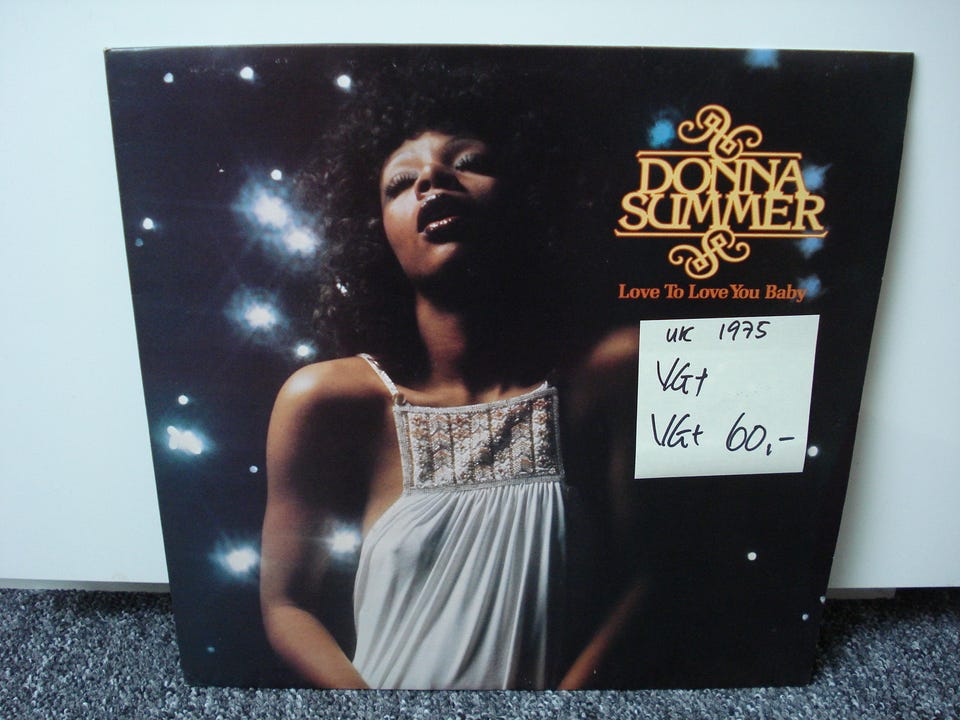 DONNA
SUMMER
Love To Love You Baby
UK 1975
VG+
VG+ 60,-